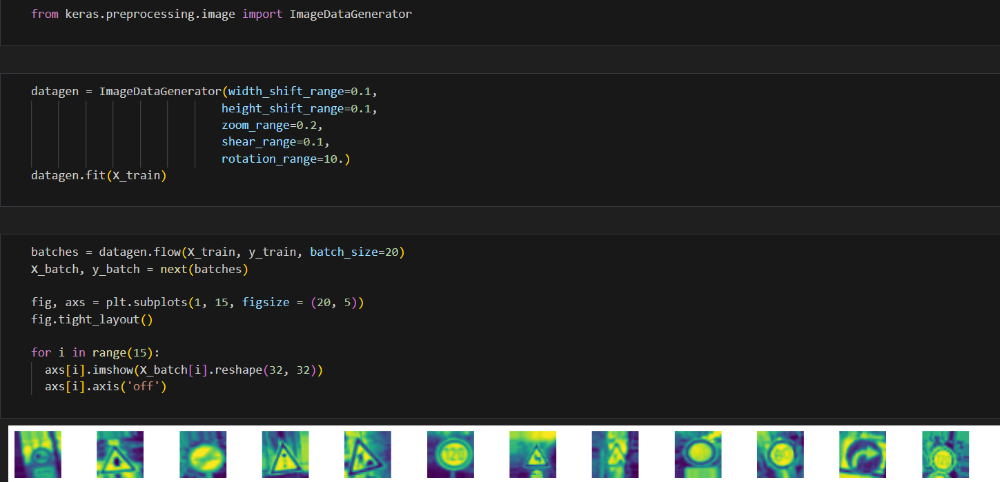 from keras.preprocessing.image import ImageDataGenerator
datagen = ImageDataGenerator(width_shift_range=0.1,
height_shift_range=0.1,
zoom_range=0.2,
shear_range=0.1,
rotation_range=10.)
datagen.fit(X_train)
batches = datagen.flow(X_train, y_train, batch_size=20)
X_batch, y_batch = next(batches)
fig, axs = plt.subplots(1, 15, figsize = (20, 5))
fig.tight_layout()
for i in range(15):
axs[i].imshow(X_batch[i].reshape(32, 32))
axs[i].axis('off')
120